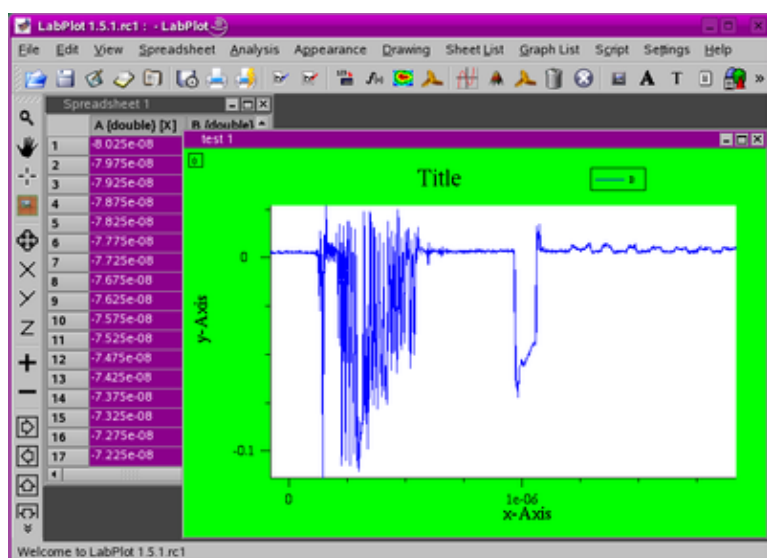 LabPlot 1.5.1.rc1 : - LabPlot
File Edit View Spreadsheet Analysis Appearance Drawing Sheet List Graph List Script Settings Help
A T
Spreadsheet 1
A {double} [X] B {double}
1 -8.025e-08
2 -7.975e-08
3 -7.925e-08
4 -7.875e-08
5 -7.825e-08
6 -7.775e-08
7 -7.725e-08
8 -7.675e-08
9 -7.625e-08
10 -7.575e-08
11 -7.525e-08
12 -7.475e-08
13 -7.425e-08
14 -7.375e-08
15 -7.325e-08
16 -7.275e-08
17 -7.225e-08
test 1
0
Title
y-Axis
0
-0.1
0 1e-06
x-Axis
X
Y
Z
Welcome to LabPlot 1.5.1.rc1